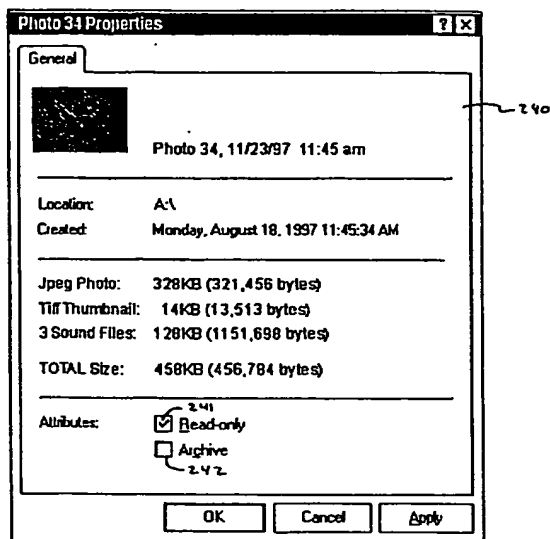 Photo 34 Properties
General
240
Photo 34, 11/23/97 11:45 am
Location: A:\
Created: Monday, August 18, 1997 11:45:34 AM
Jpeg Photo: 328KB (321,456 bytes)
Tiff Thumbnail: 14KB (13,513 bytes)
3 Sound Files: 128KB (1151,698 bytes)
TOTAL Size: 458KB (456,784 bytes)
241
Attributes: Read-only
Archive
242
OK Cancel Apply